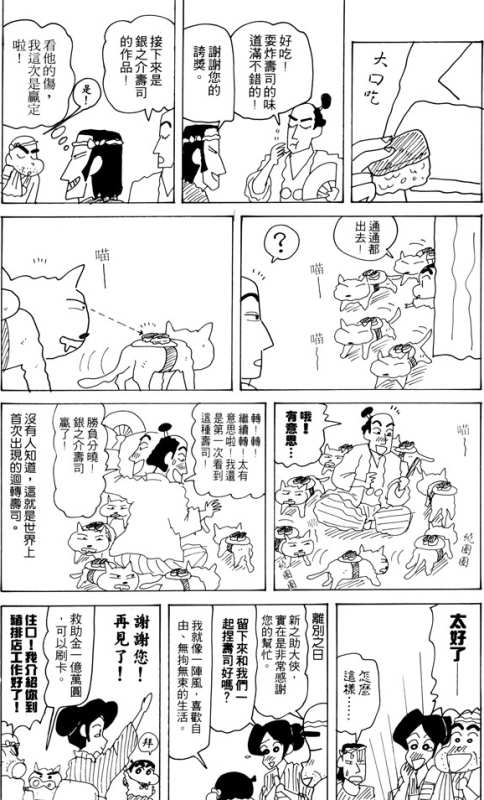 大口吃
好吃！
耍炸壽司的味
道滿不錯的！
謝謝您的
誇獎。
接下來是
銀之介壽司
的作品！
是！
看他的傷，
我這次是贏定
啦！
通通都
出去！
喵～
喵～
？
喵～
喵～
哦！
有意思…
繞圈圈
繞圈圈
轉！轉！
繼續轉！太有
意思啦！我還
是第一次看到
這種壽司！
勝負分曉！
銀之介壽司
贏了！
沒有人知道，這就是世界上
首次出現的迴轉壽司。
太好了——
怎麼
這樣……
離別之日
新之助大俠，
實在是非常感謝
您的幫忙。
留下來和我們一
起捏壽司好嗎？
我就像一陣風，喜歡自
由、無拘無束的生活。
謝謝您！
再見了！
拜
救助金一億萬圓
，可以刷卡。
住口！我介紹你到
豬排店工作好了！